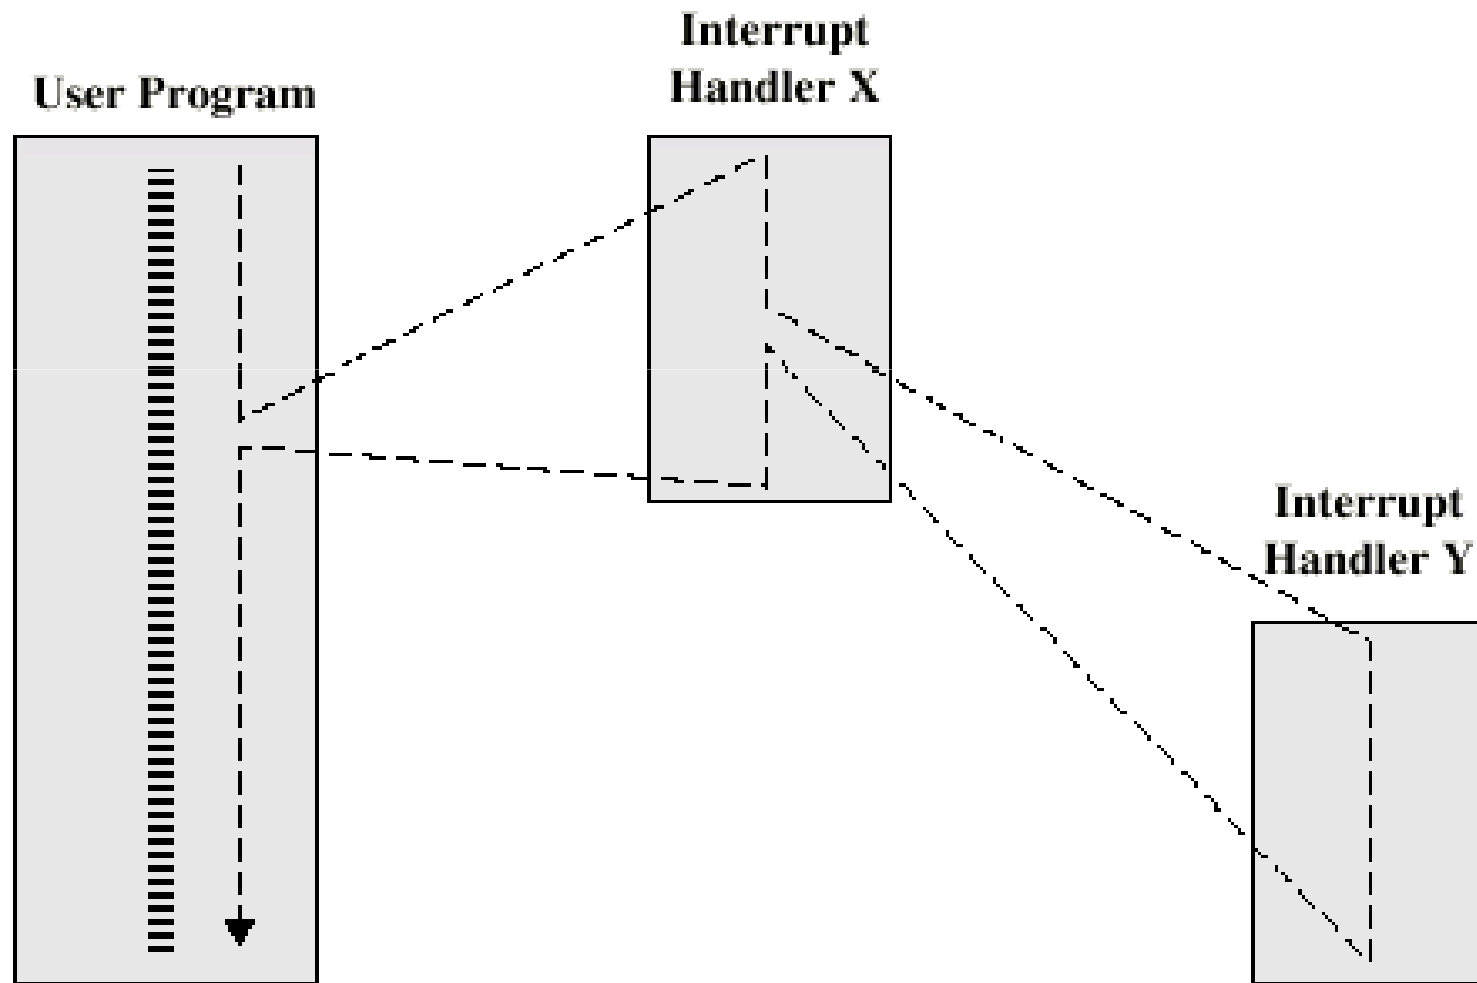 User Program
Interrupt
Handler X
Interrupt
Handler Y